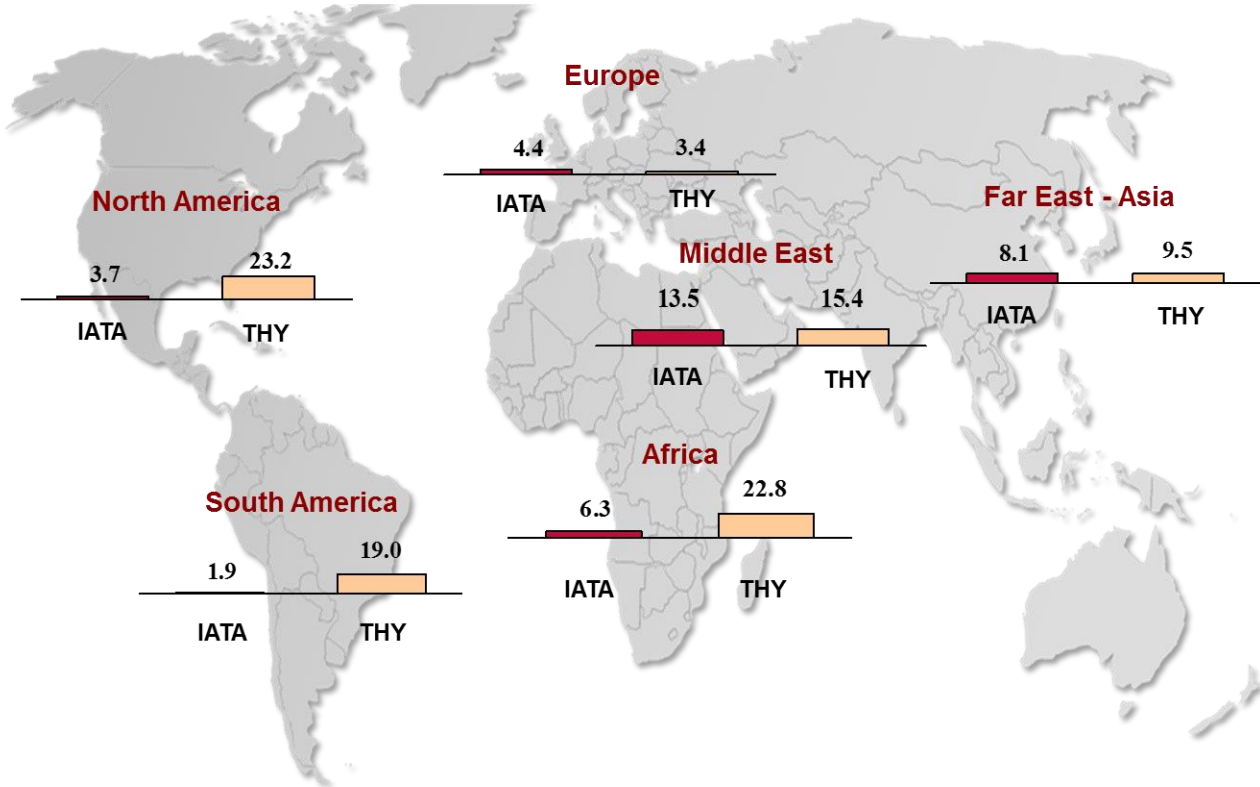 Europe
4.4 3.4
IATA THY
North America
3.7 23.2
IATA THY
Far East - Asia
8.1 9.5
IATA THY
Middle East
13.5 15.4
IATA THY
Africa
6.3 22.8
IATA THY
South America
1.9 19.0
IATA THY